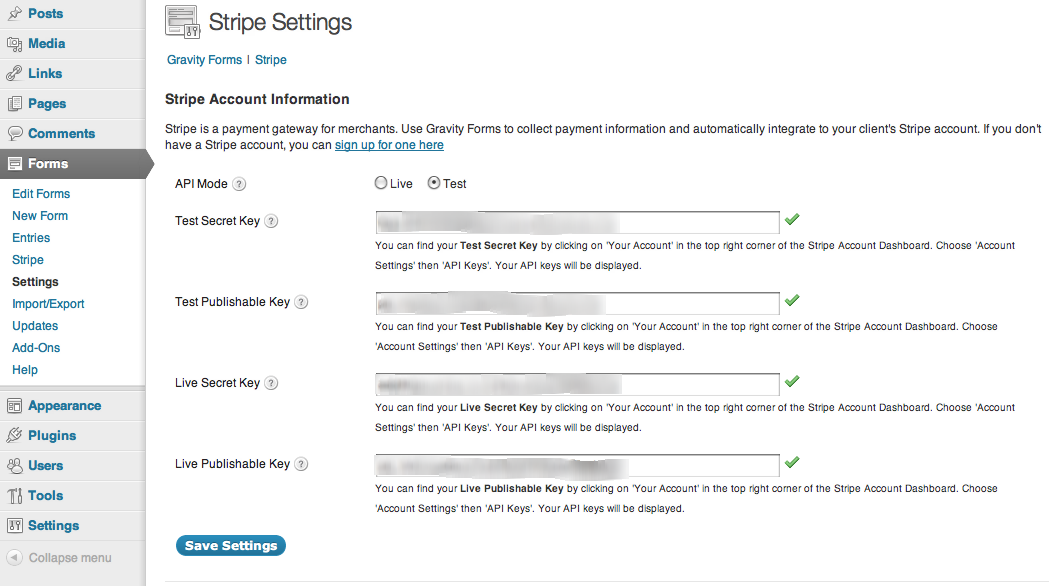 Posts
Media
Links
Pages
Comments
Forms
Edit Forms
New Form
Entries
Stripe
Settings
Import/Export
Updates
Add-Ons
Help
Appearance
Plugins
Users
Tools
Settings
Collapse menu
Stripe Settings
Gravity Forms | Stripe
Stripe Account Information
Stripe is a payment gateway for merchants. Use Gravity Forms to collect payment information and automatically integrate to your client's Stripe account. If you don't
have a Stripe account, you can sign up for one here
API Mode ? Live Test
Test Secret Key ?
You can find your Test Secret Key by clicking on 'Your Account' in the top right corner of the Stripe Account Dashboard. Choose 'Account
Settings' then 'API Keys'. Your API keys will be displayed.
Test Publishable Key ?
You can find your Test Publishable Key by clicking on 'Your Account' in the top right corner of the Stripe Account Dashboard. Choose
'Account Settings' then 'API Keys'. Your API keys will be displayed.
Live Secret Key ?
You can find your Live Secret Key by clicking on 'Your Account' in the top right corner of the Stripe Account Dashboard. Choose 'Account
Settings' then 'API Keys'. Your API keys will be displayed.
Live Publishable Key ?
You can find your Live Publishable Key by clicking on 'Your Account' in the top right corner of the Stripe Account Dashboard. Choose
'Account Settings' then 'API Keys'. Your API keys will be displayed.
Save Settings